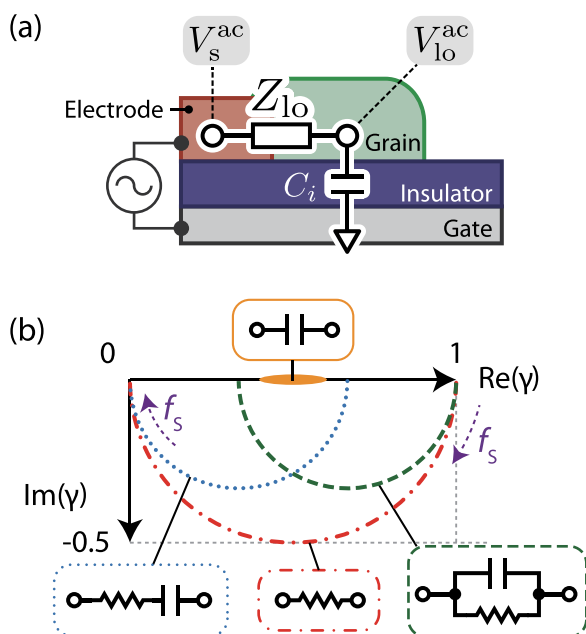 (a)
V_s^ac
V_lo^ac
Electrode
Z_lo
Grain
C_i
Insulator
Gate
(b)
0
1
Re(γ)
f_s
f_s
Im(γ)
-0.5